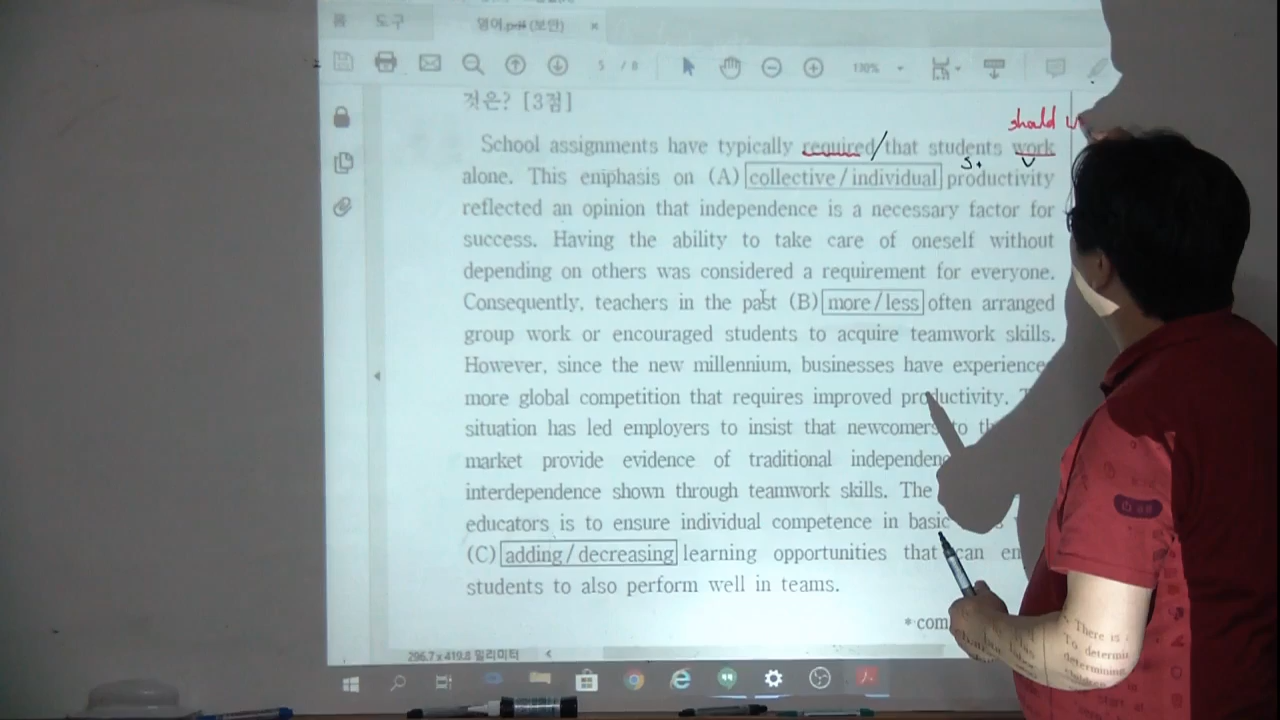 도구
영어.pdf (보안) ×
5 / 8
130%
것은? [3점]
should
School assignments have typically required/that students work
S. V
alone. This emphasis on (A) collective / individual productivity
reflected an opinion that independence is a necessary factor for
success. Having the ability to take care of oneself without
depending on others was considered a requirement for everyone.
Consequently, teachers in the past (B) more / less often arranged
group work or encouraged students to acquire teamwork skills.
However, since the new millennium, businesses have experience
more global competition that requires improved productivity.
situation has led employers to insist that newcomers to
market provide evidence of traditional
interdependence shown through teamwork skills. The
educators is to ensure individual competence in basic
(C) adding / decreasing learning opportunities that can en
students to also perform well in teams.
* com
296.7 x 419.8 밀리미터
There is
To determin
determining